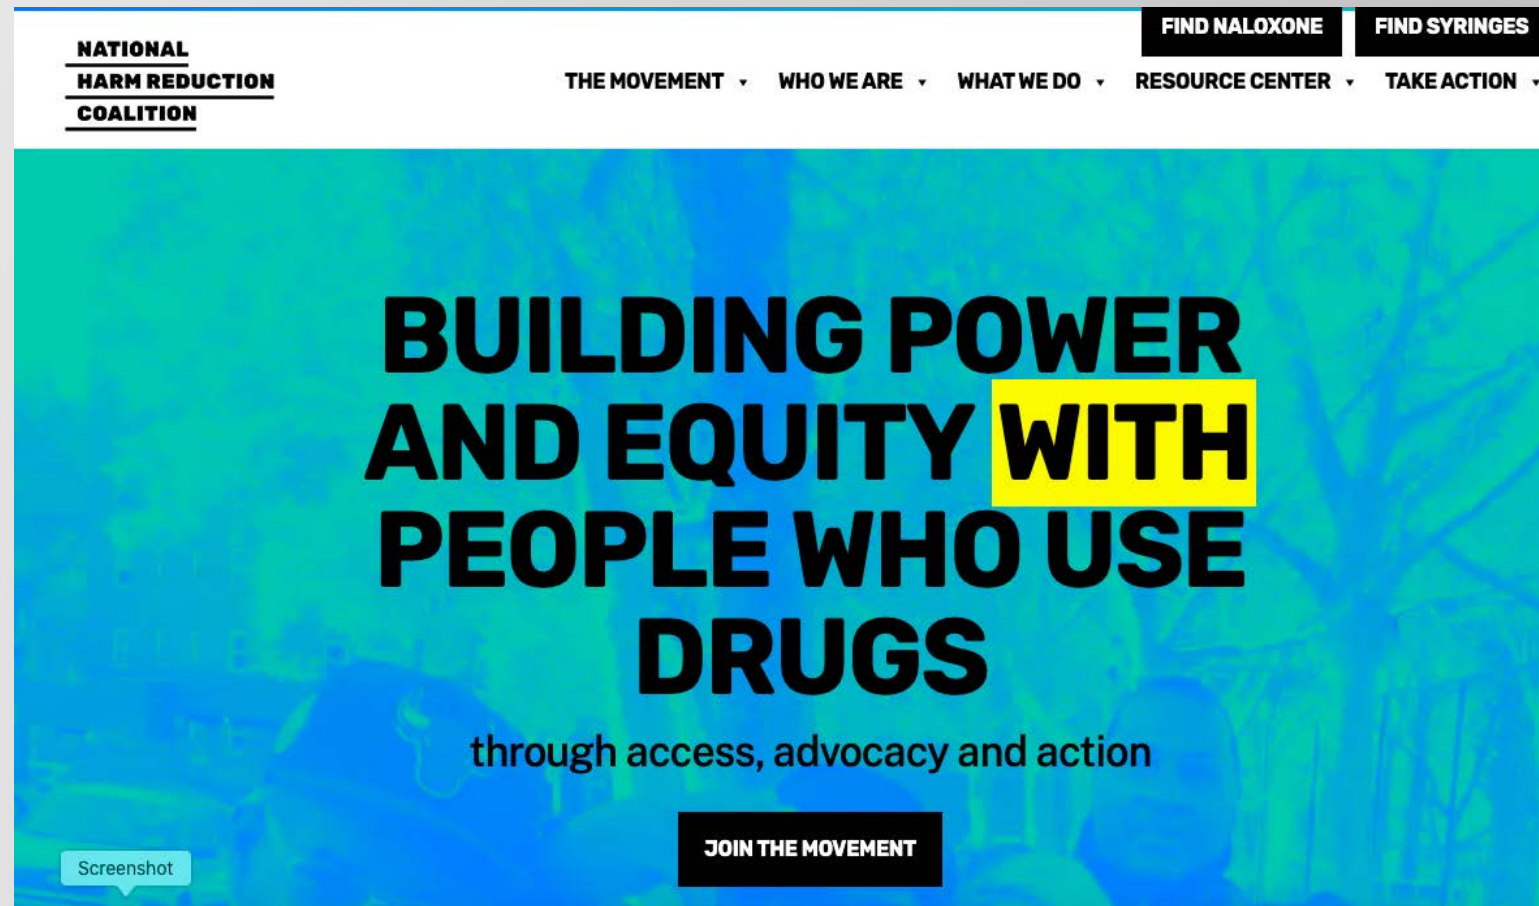 FIND NALOXONE FIND SYRINGES
NATIONAL
HARM REDUCTION
COALITION
THE MOVEMENT WHO WE ARE WHAT WE DO RESOURCE CENTER TAKE ACTION
BUILDING POWER
AND EQUITY WITH
PEOPLE WHO USE
DRUGS
through access, advocacy and action
JOIN THE MOVEMENT
Screenshot